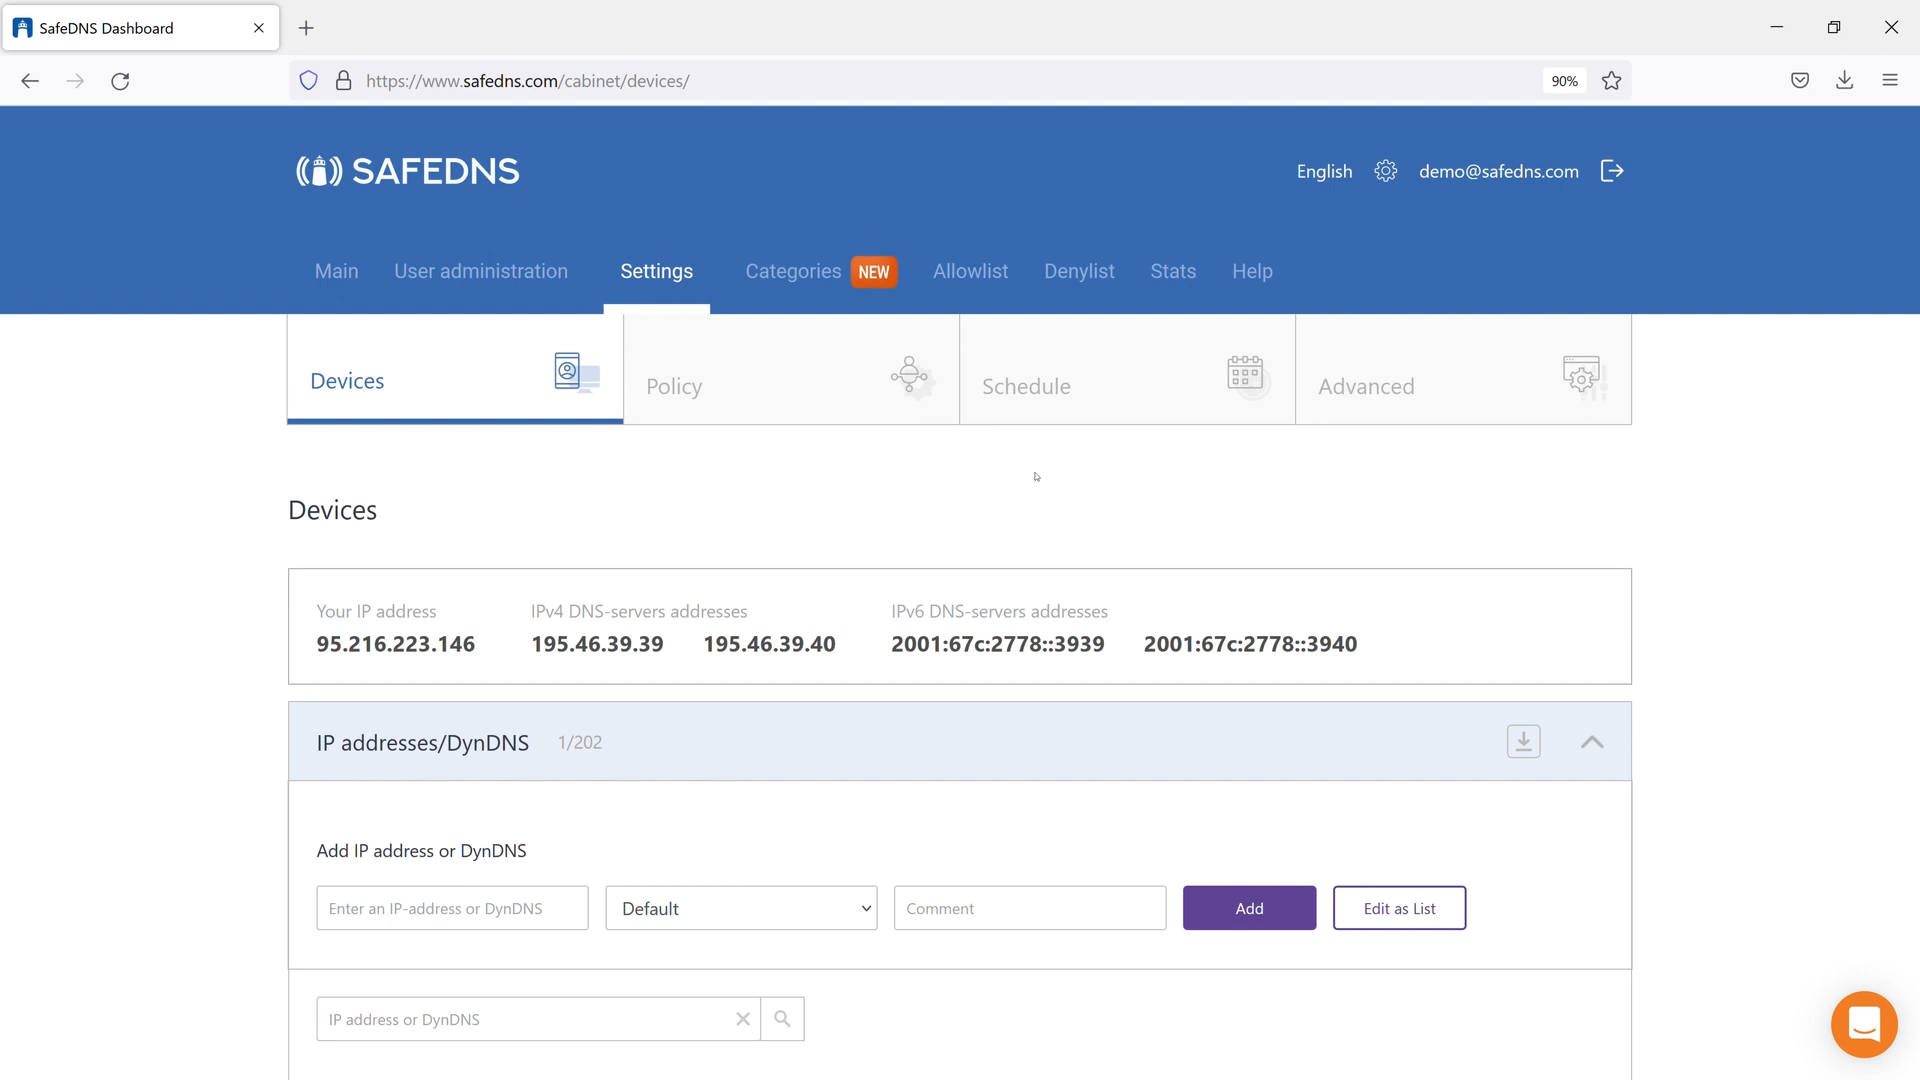 SafeDNS Dashboard
https://www.safedns.com/cabinet/devices/
90%
SAFEDNS
English
demo@safedns.com
Main
User administration
Settings
Categories NEW
Allowlist
Denylist
Stats
Help
Devices
Policy
Schedule
Advanced
Devices
Your IP address
IPv4 DNS-servers addresses
IPv6 DNS-servers addresses
95.216.223.146
195.46.39.39
195.46.39.40
2001:67c:2778::3939
2001:67c:2778::3940
IP addresses/DynDNS 1/202
Add IP address or DynDNS
Enter an IP-address or DynDNS
Default
Comment
Add
Edit as List
IP address or DynDNS